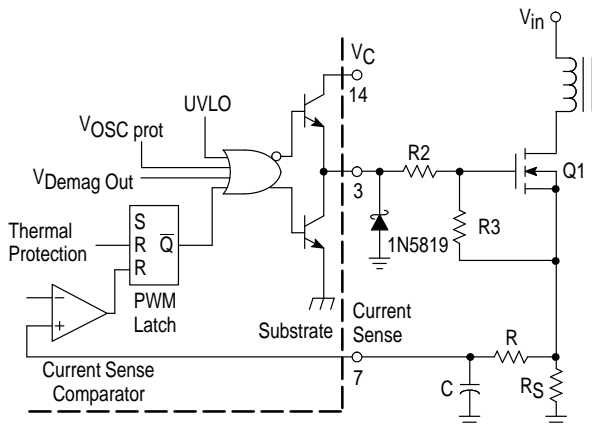 Vin
VC
14
UVLO
VOSC prot
VDemag Out
R2
Q1
3
R3
1N5819
Thermal
Protection
S
R
R
Q̅
PWM
Latch
Substrate
Current
Sense
−
+
Current Sense
Comparator
7
R
C
RS